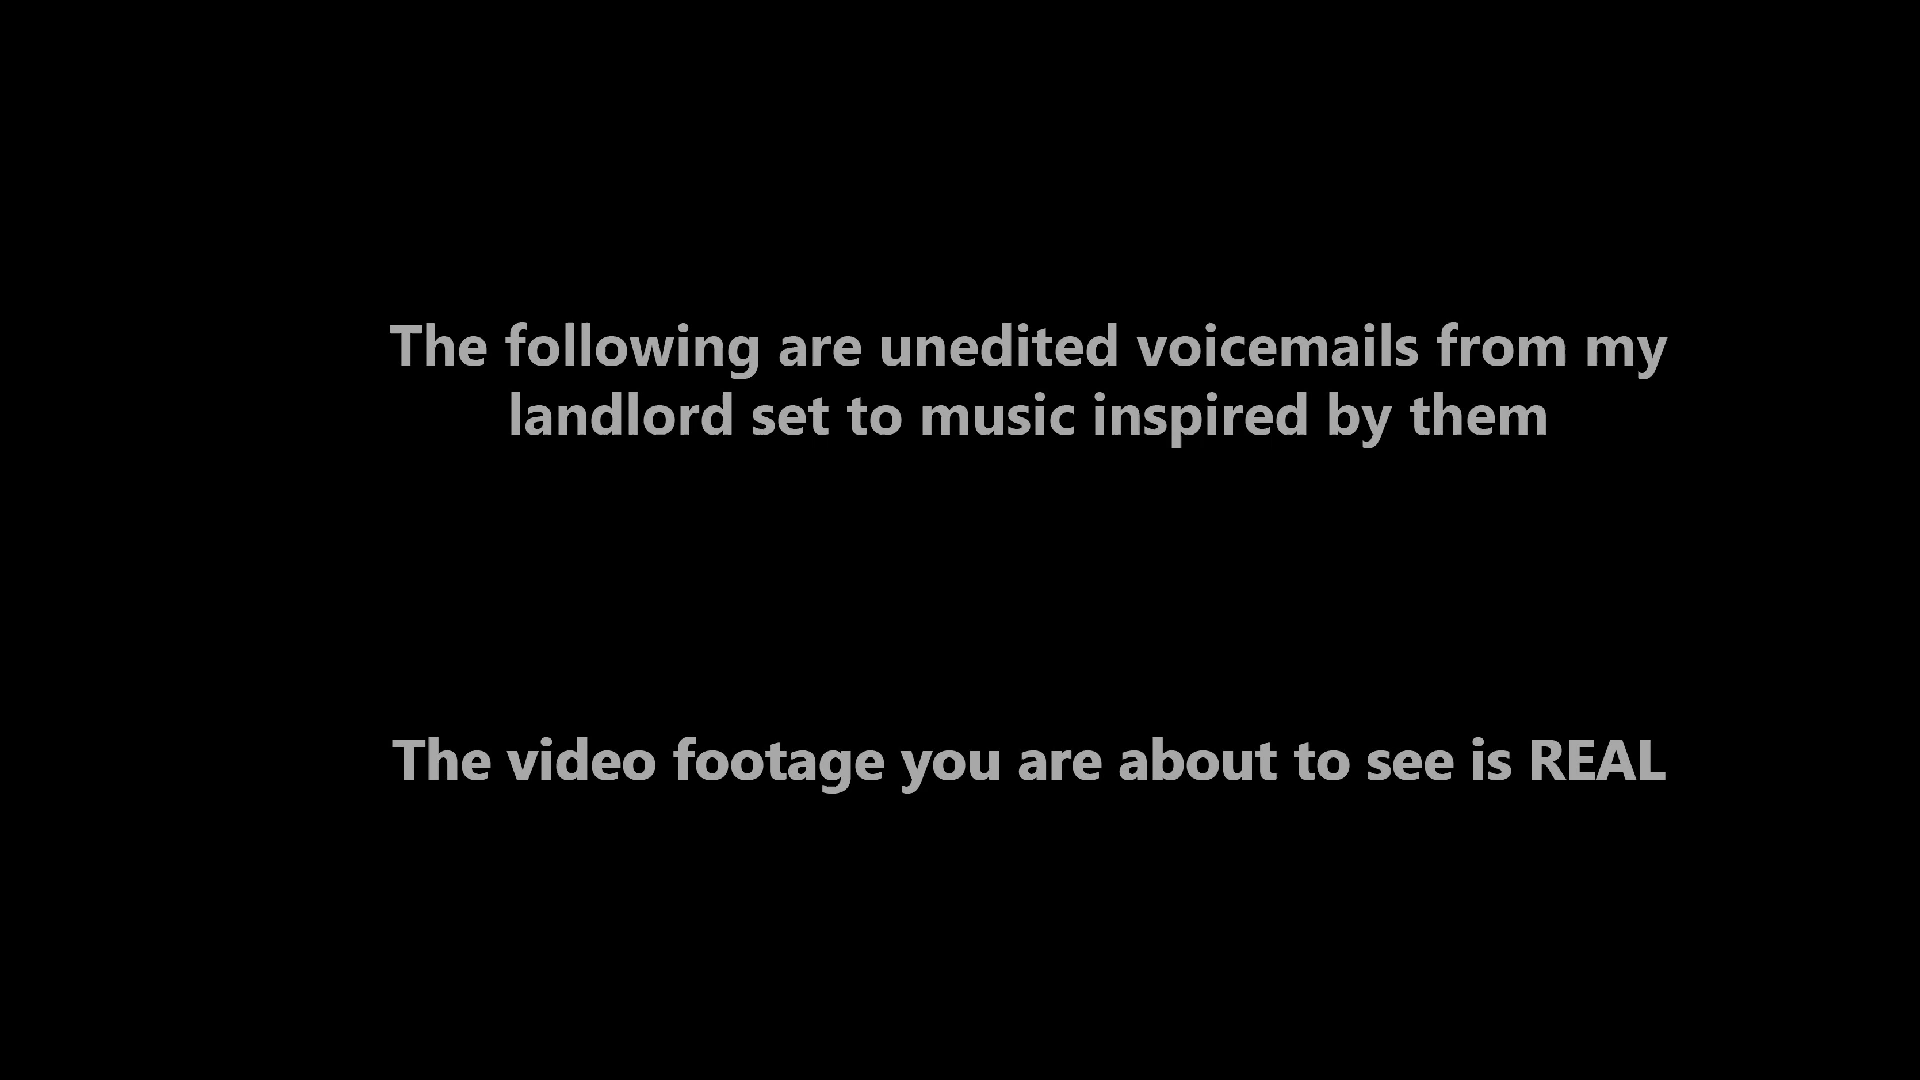 The following are unedited voicemails from my
landlord set to music inspired by them
The video footage you are about to see is REAL